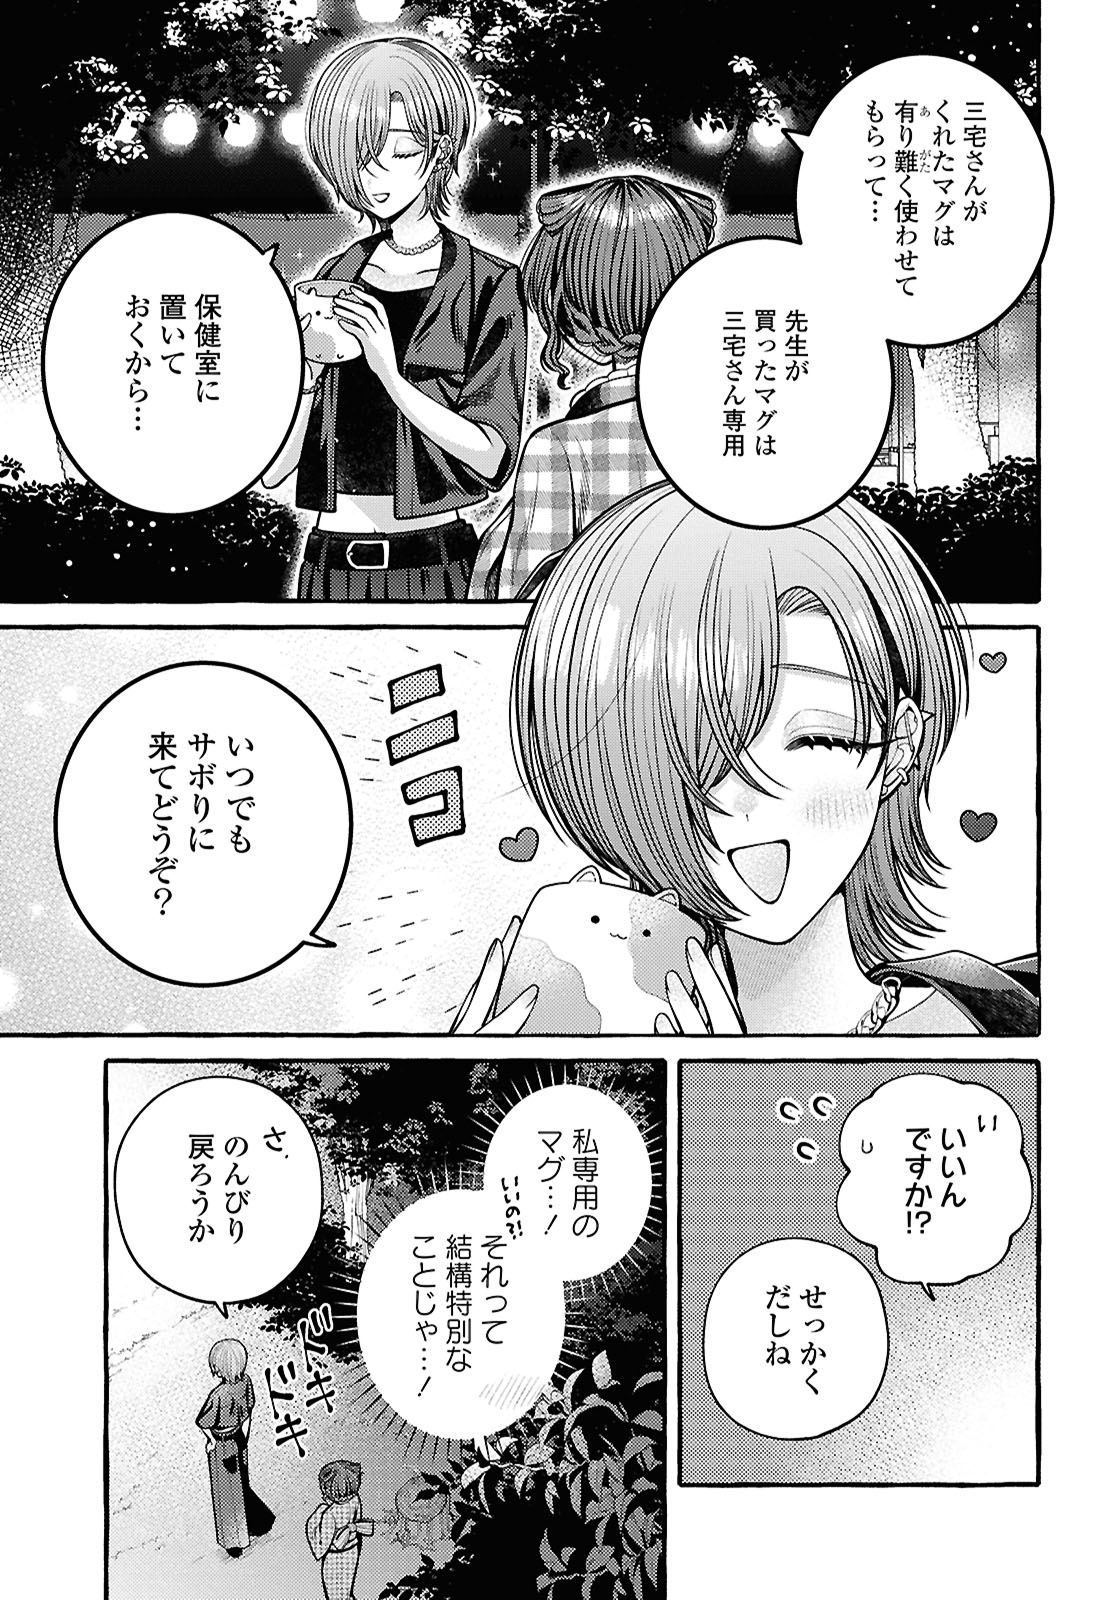 三宅さんが
くれたマグは
有り難く使わせて
もらって…
あ
がた
先生が
買ったマグは
三宅さん専用
保健室に
置いて
おくから…
ニコ
いつでも
サボりに
来てどうぞ？
い
いいん
ですか!?
せっかく
だしね
私専用の
マグ…！
いいの?!
それって
結構特別な
ことじゃ…！
ドキ
ドキ
さ、
のんびり
戻ろうか